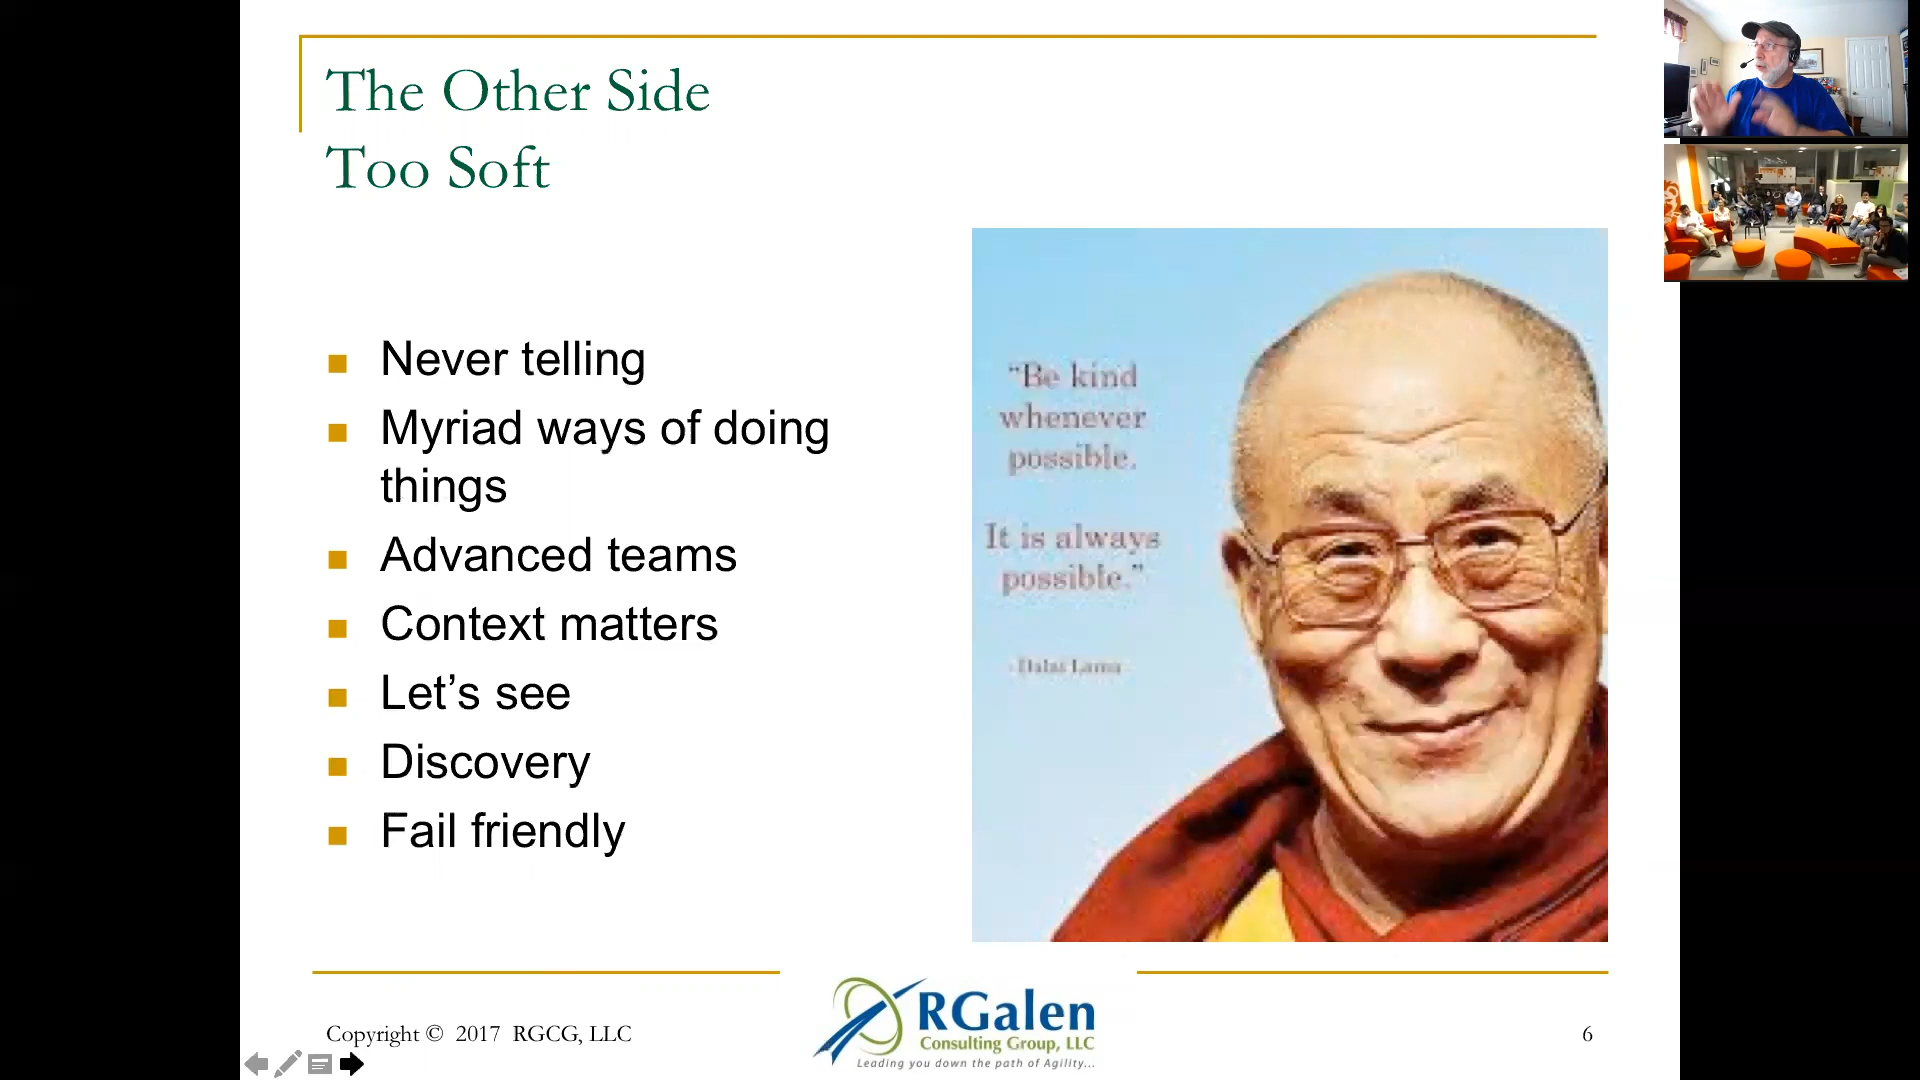 The Other Side
Too Soft
■ Never telling
■ Myriad ways of doing
things
■ Advanced teams
■ Context matters
■ Let’s see
■ Discovery
■ Fail friendly
“Be kind
whenever
possible.
It is always
possible.”
- Dalai Lama
Copyright © 2017 RGCG, LLC
RGalen
Consulting Group, LLC
Leading you down the path of Agility...
6